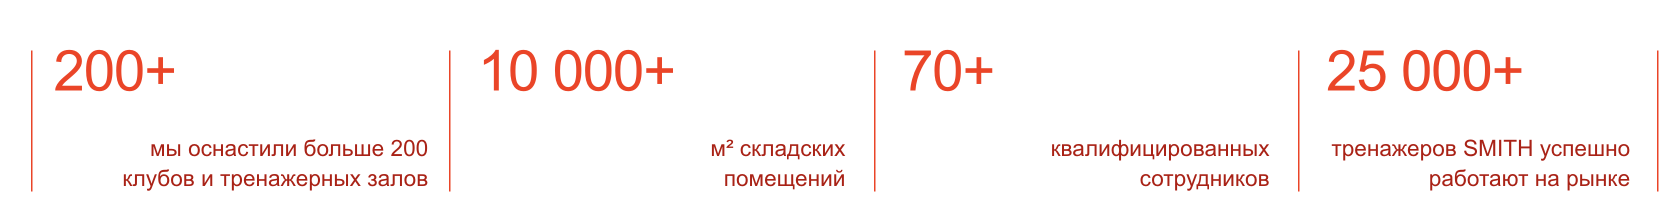 200+
мы оснастили больше 200
клубов и тренажерных залов
10 000+
м² складских
помещений
70+
квалифицированных
сотрудников
25 000+
тренажеров SMITH успешно
работают на рынке